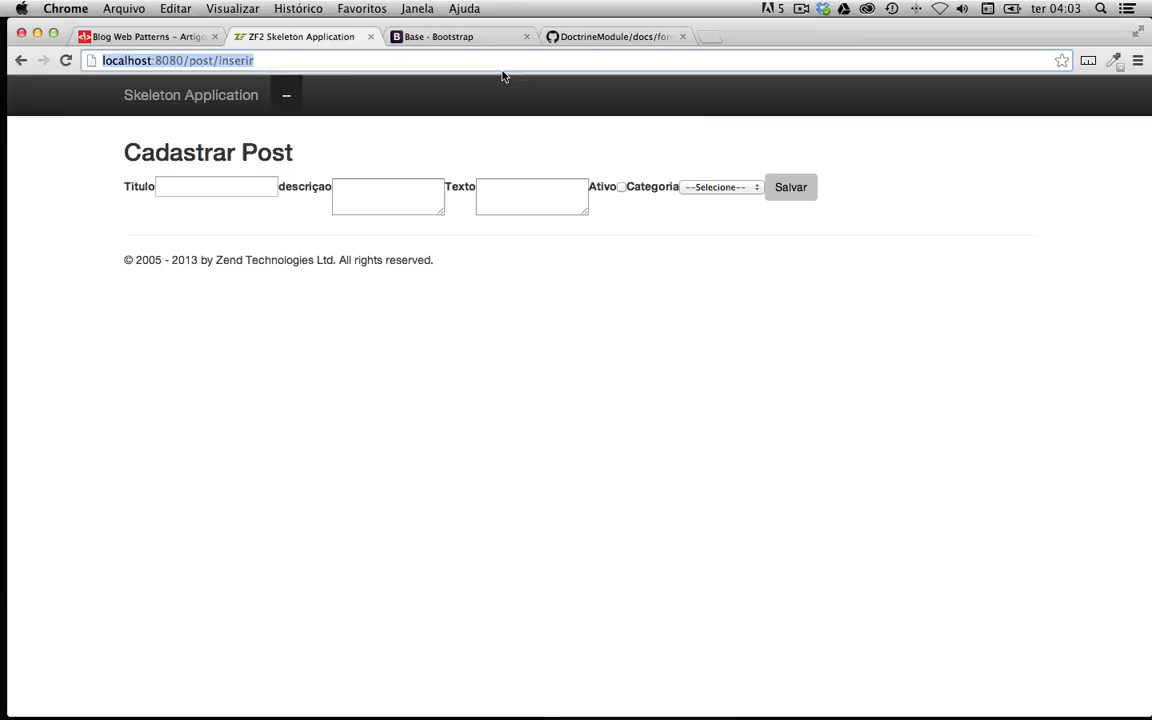 Chrome Arquivo Editar Visualizar Histórico Favoritos Janela Ajuda 5 ter 04:03
Blog Web Patterns – Artigo ZF2 Skeleton Application B Base - Bootstrap DoctrineModule/docs/form
localhost:8080/post/inserir
Skeleton Application --
Cadastrar Post
Titulo descriçao Texto Ativo Categoria --Selecione-- Salvar
© 2005 - 2013 by Zend Technologies Ltd. All rights reserved.